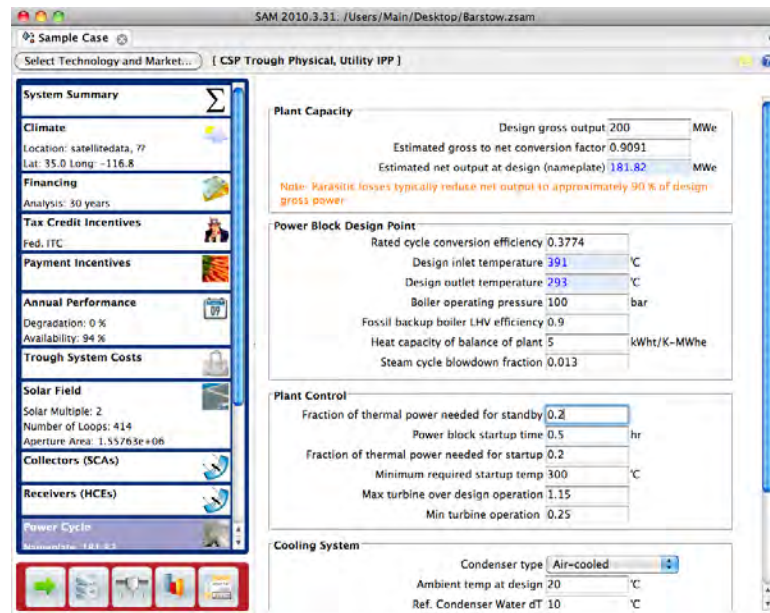 SAM 2010.3.31: /Users/Main/Desktop/Barstow.zsam
Sample Case
Select Technology and Market... [ CSP Trough Physical, Utility IPP ]
System Summary
Climate
Location: satellitedata, ??
Lat: 35.0 Long: -116.8
Financing
Analysis: 30 years
Tax Credit Incentives
Fed. ITC
Payment Incentives
Annual Performance
Degradation: 0 %
Availability: 94 %
09
Trough System Costs
Solar Field
Solar Multiple: 2
Number of Loops: 414
Aperture Area: 1.55763e+06
Collectors (SCAs)
Receivers (HCEs)
Power Cycle
Nameplate: 181.82
Plant Capacity
Design gross output 200 MWe
Estimated gross to net conversion factor 0.9091
Estimated net output at design (nameplate) 181.82 MWe
Note: Parasitic losses typically reduce net output to approximately 90 % of design
gross power
Power Block Design Point
Rated cycle conversion efficiency 0.3774
Design inlet temperature 391 'C
Design outlet temperature 293 'C
Boiler operating pressure 100 bar
Fossil backup boiler LHV efficiency 0.9
Heat capacity of balance of plant 5 kWht/K-MWhe
Steam cycle blowdown fraction 0.013
Plant Control
Fraction of thermal power needed for standby 0.2
Power block startup time 0.5 hr
Fraction of thermal power needed for startup 0.2
Minimum required startup temp 300 'C
Max turbine over design operation 1.15
Min turbine operation 0.25
Cooling System
Condenser type Air-cooled
Ambient temp at design 20 'C
Ref. Condenser Water dT 10 'C